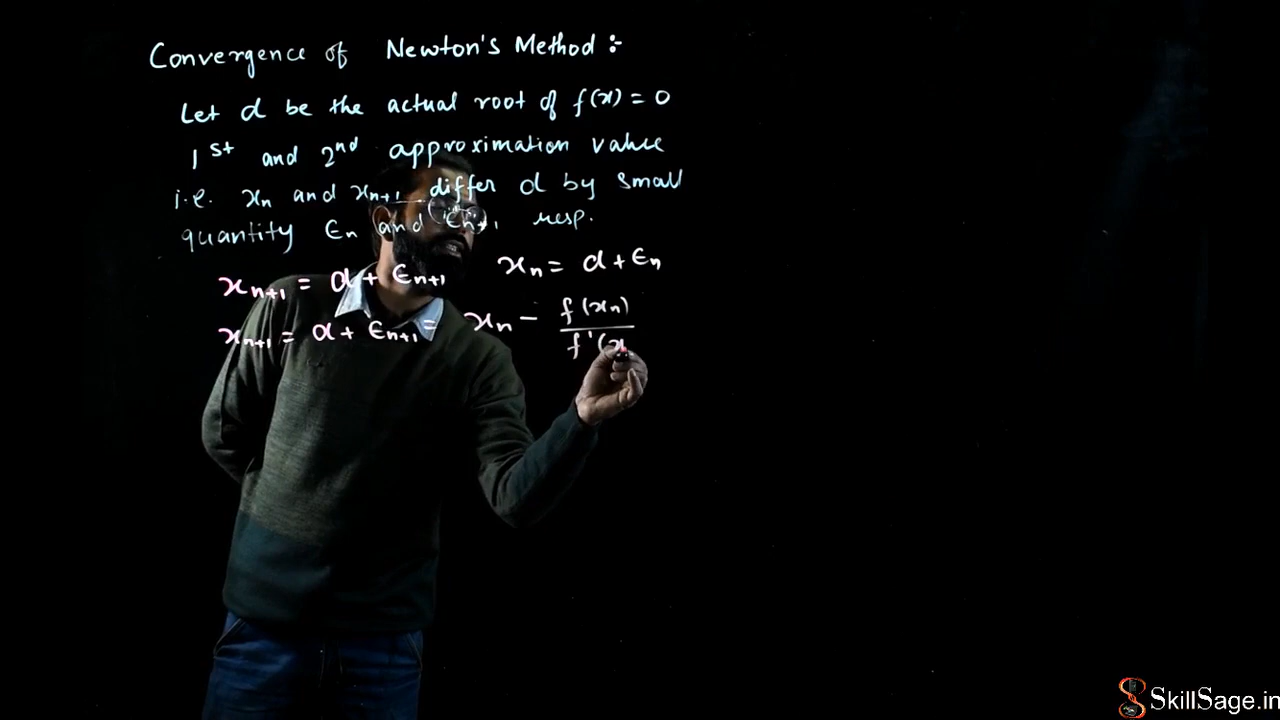 Convergence of Newton's Method :-
Let α be the actual root of f(x) = 0
1st and 2nd approximation value
i.e. xn and xn+1 differ α by small
quantity ϵn and ϵn+1 resp.
xn+1 = α + ϵn+1 xn = α + ϵn
xn+1 = α + ϵn+1 = xn - f(xn)
f'(x
SkillSage.in